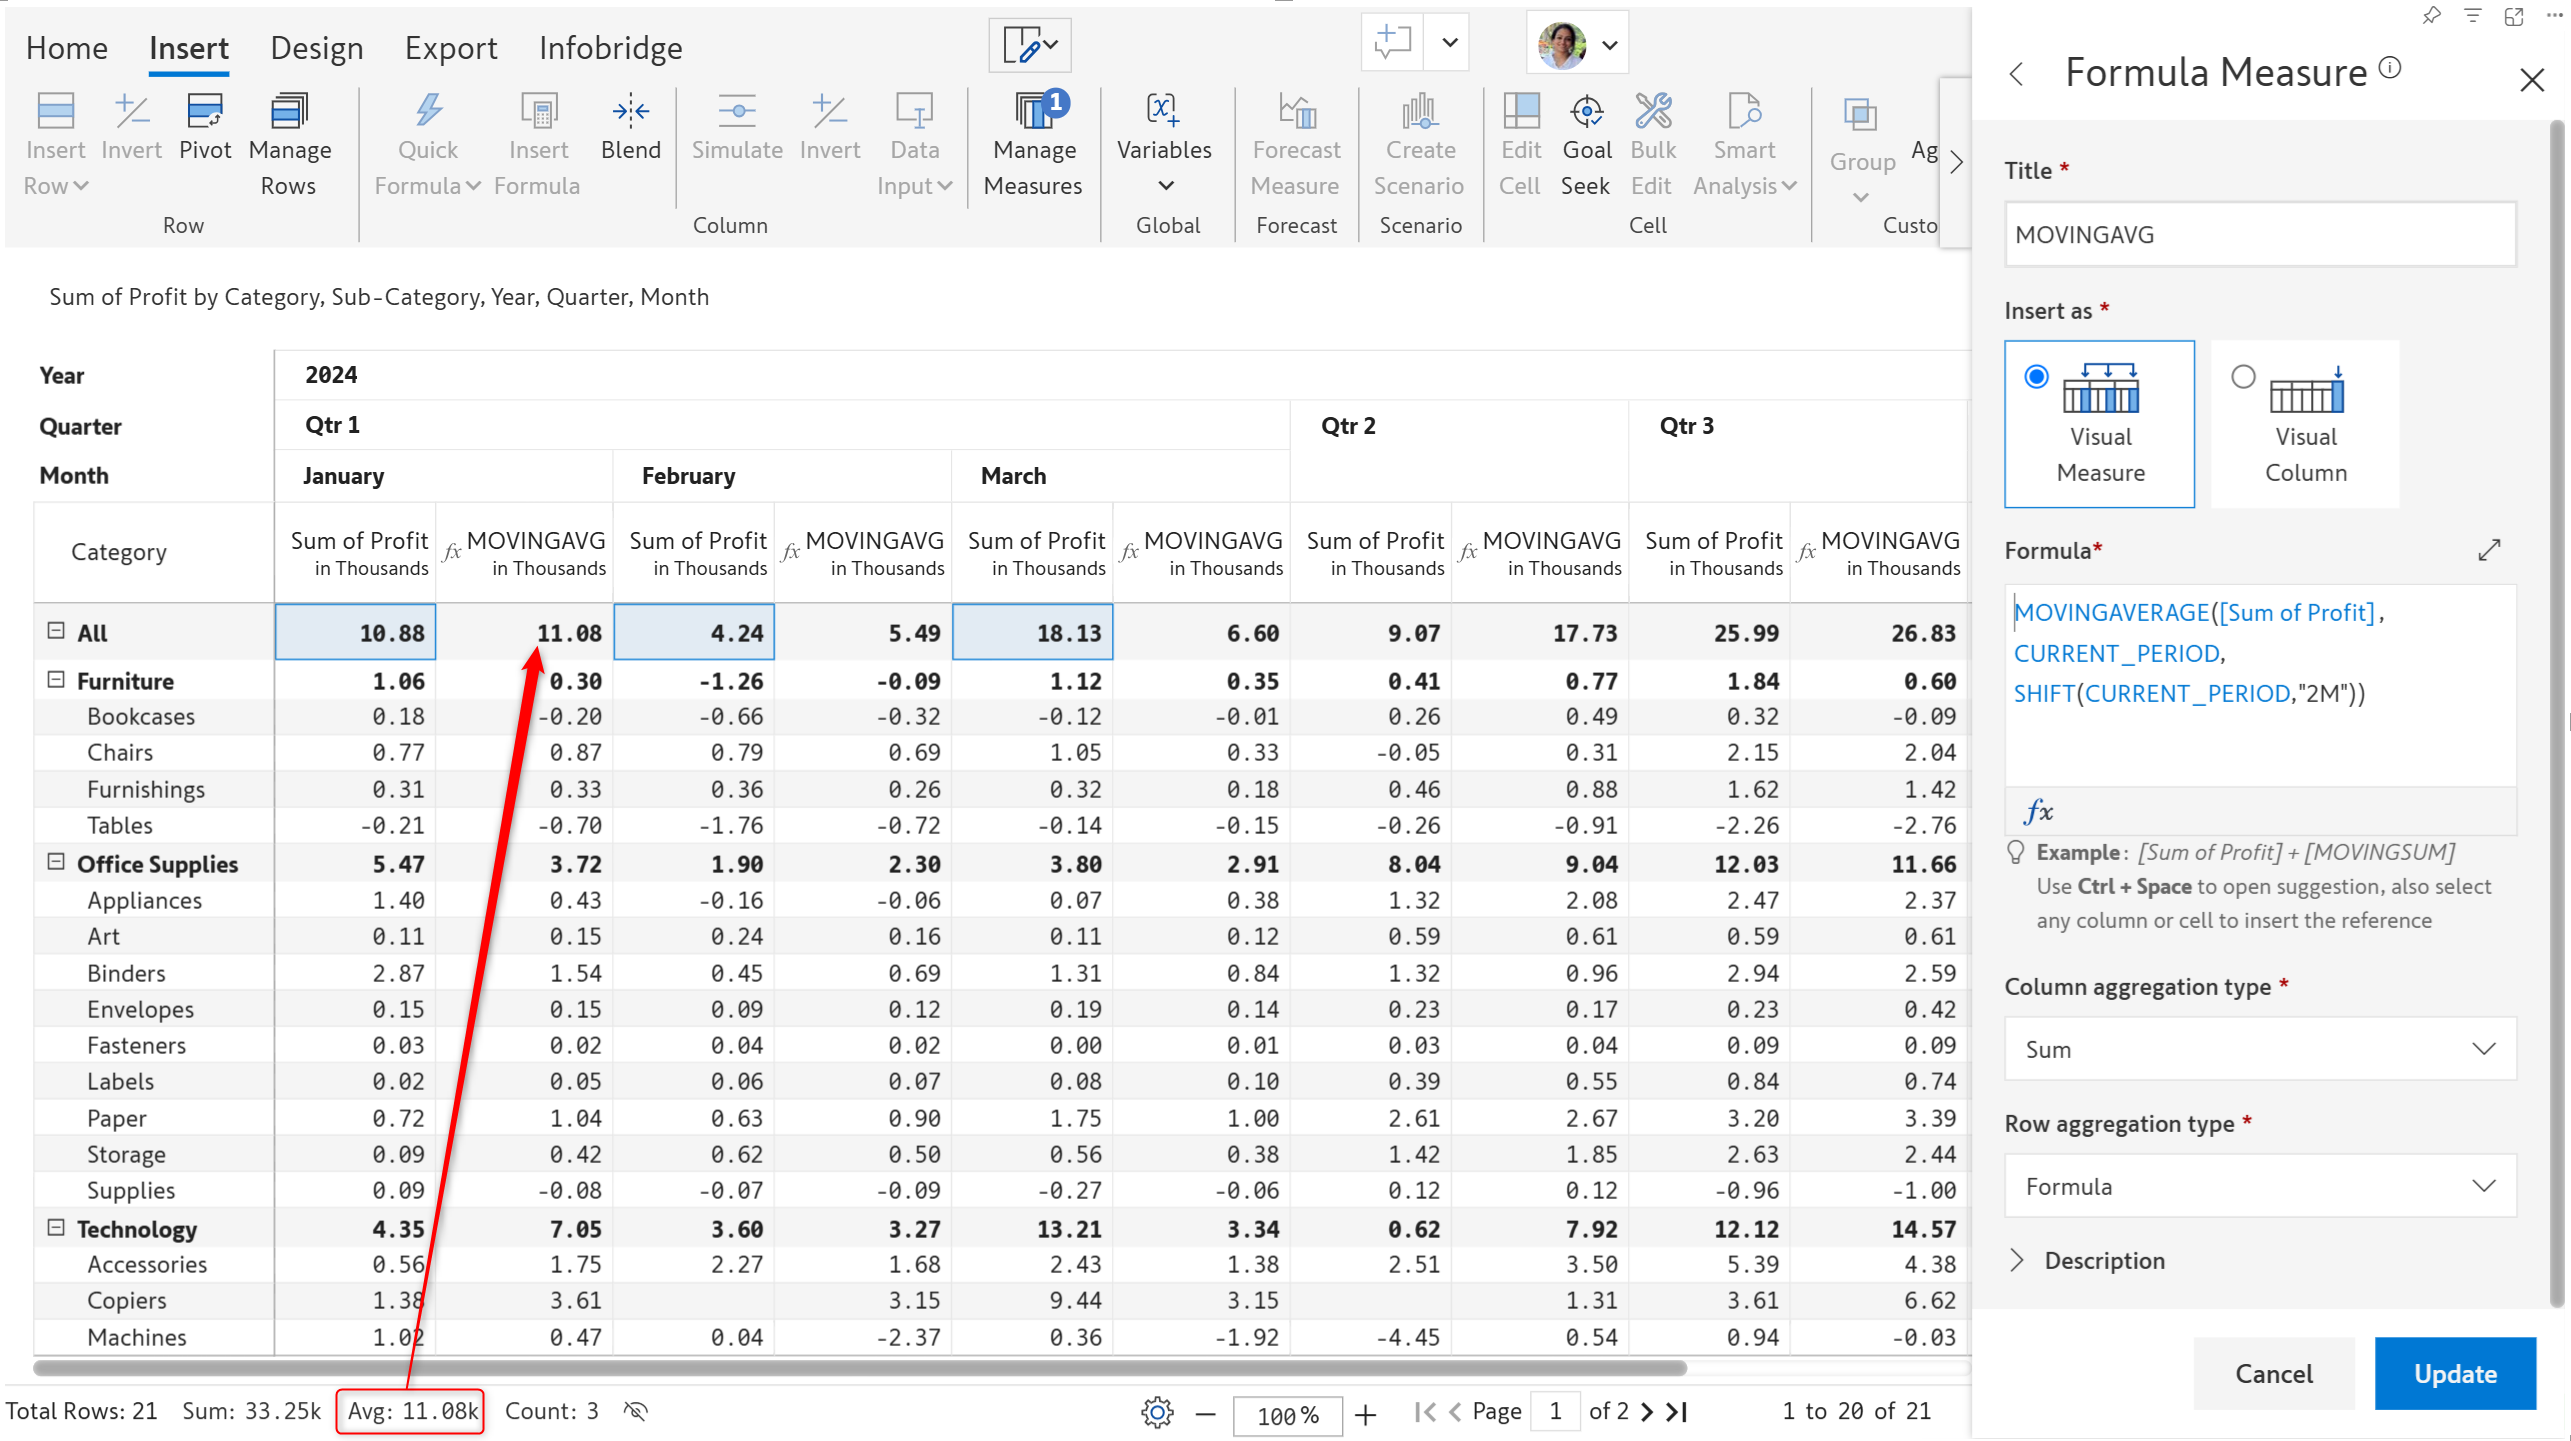 Home Insert Design Export Infobridge
Insert Row Invert Pivot Manage Rows Quick Formula Insert Formula Blend Simulate Invert Data Input Manage Measures 1 Variables Forecast Measure Create Scenario Edit Cell Goal Seek Bulk Edit Smart Analysis Group Ag
Row Column Global Forecast Scenario Cell Custo
Sum of Profit by Category, Sub-Category, Year, Quarter, Month
Year 2024
Quarter Qtr 1 Qtr 2 Qtr 3
Month January February March
Category Sum of Profit fx MOVINGAVG Sum of Profit fx MOVINGAVG Sum of Profit fx MOVINGAVG Sum of Profit fx MOVINGAVG Sum of Profit fx MOVINGAVG
in Thousands in Thousands in Thousands in Thousands in Thousands in Thousands in Thousands in Thousands in Thousands in Thousands
All 10.88 11.08 4.24 5.49 18.13 6.60 9.07 17.73 25.99 26.83
Furniture 1.06 0.30 -1.26 -0.09 1.12 0.35 0.41 0.77 1.84 0.60
Bookcases 0.18 -0.20 -0.66 -0.32 -0.12 -0.01 0.26 0.49 0.32 -0.09
Chairs 0.77 0.87 0.79 0.69 1.05 0.33 -0.05 0.31 2.15 2.04
Furnishings 0.31 0.33 0.36 0.26 0.32 0.18 0.46 0.88 1.62 1.42
Tables -0.21 -0.70 -1.76 -0.72 -0.14 -0.15 -0.26 -0.91 -2.26 -2.76
Office Supplies 5.47 3.72 1.90 2.30 3.80 2.91 8.04 9.04 12.03 11.66
Appliances 1.40 0.43 -0.16 -0.06 0.07 0.38 1.32 2.08 2.47 2.37
Art 0.11 0.15 0.24 0.16 0.11 0.12 0.59 0.61 0.59 0.61
Binders 2.87 1.54 0.45 0.69 1.31 0.84 1.32 0.96 2.94 2.59
Envelopes 0.15 0.15 0.09 0.12 0.19 0.14 0.23 0.17 0.23 0.42
Fasteners 0.03 0.02 0.04 0.02 0.00 0.01 0.03 0.04 0.09 0.09
Labels 0.02 0.05 0.06 0.07 0.08 0.10 0.39 0.55 0.84 0.74
Paper 0.72 1.04 0.63 0.90 1.75 1.00 2.61 2.67 3.20 3.39
Storage 0.09 0.42 0.62 0.50 0.56 0.38 1.42 1.85 2.63 2.44
Supplies 0.09 -0.08 -0.07 -0.09 -0.27 -0.06 0.12 0.12 -0.96 -1.00
Technology 4.35 7.05 3.60 3.27 13.21 3.34 0.62 7.92 12.12 14.57
Accessories 0.56 1.75 2.27 1.68 2.43 1.38 2.51 3.50 5.39 4.38
Copiers 1.38 3.61 3.15 9.44 3.15 1.31 3.61 6.62
Machines 1.02 0.47 0.04 -2.37 0.36 -1.92 -4.45 0.54 0.94 -0.03
Total Rows: 21 Sum: 33.25k Avg: 11.08k Count: 3 100% Page 1 of 2 1 to 20 of 21
Formula Measure
Title *
MOVINGAVG
Insert as *
Visual Measure
Visual Column
Formula*
MOVINGAVERAGE([Sum of Profit],
CURRENT_PERIOD,
SHIFT(CURRENT_PERIOD,"2M"))
fx
Example: [Sum of Profit] + [MOVINGSUM]
Use Ctrl + Space to open suggestion, also select
any column or cell to insert the reference
Column aggregation type *
Sum
Row aggregation type *
Formula
Description
Cancel Update